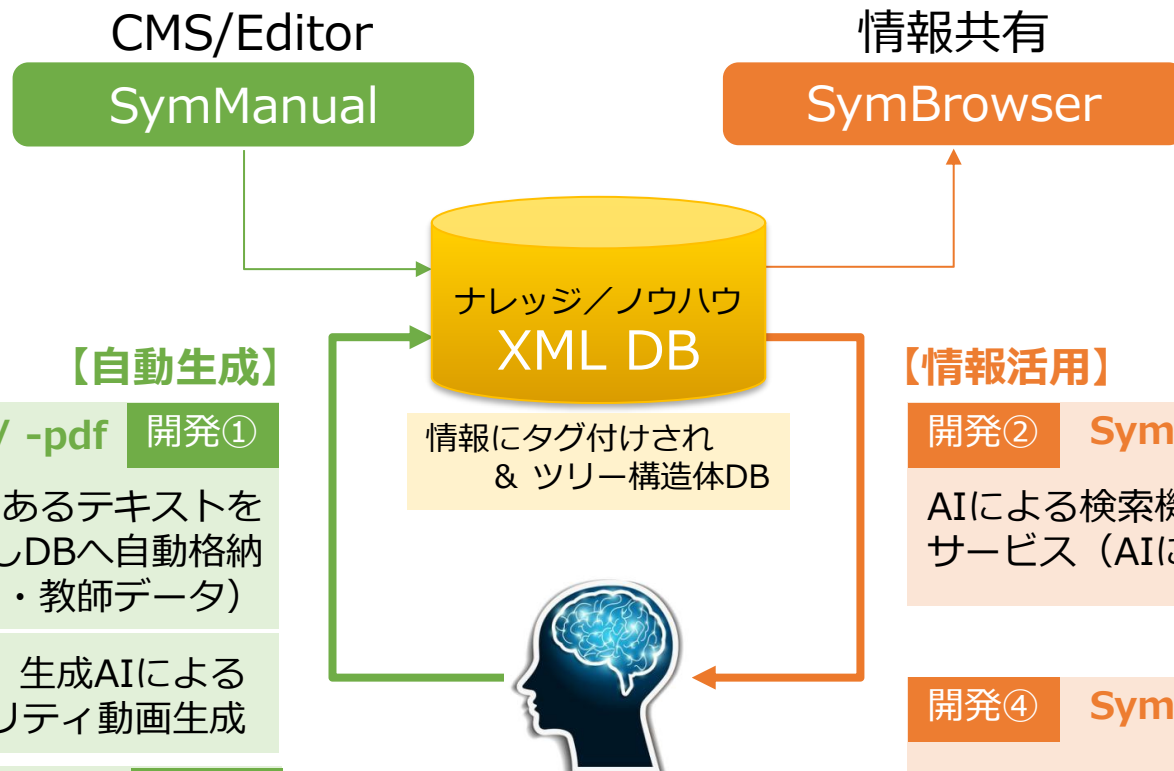 CMS/Editor
SymManual
情報共有
SymBrowser
ナレッジ／ノウハウ
XML DB
情報にタグ付けされ
& ツリー構造体DB
【自動生成】
/ -pdf 開発①
あるテキストを
しDBへ自動格納
・教師データ）
生成AIによる
リティ動画生成
【情報活用】
開発② Sym
AIによる検索機
サービス（AIに
開発④ Sym